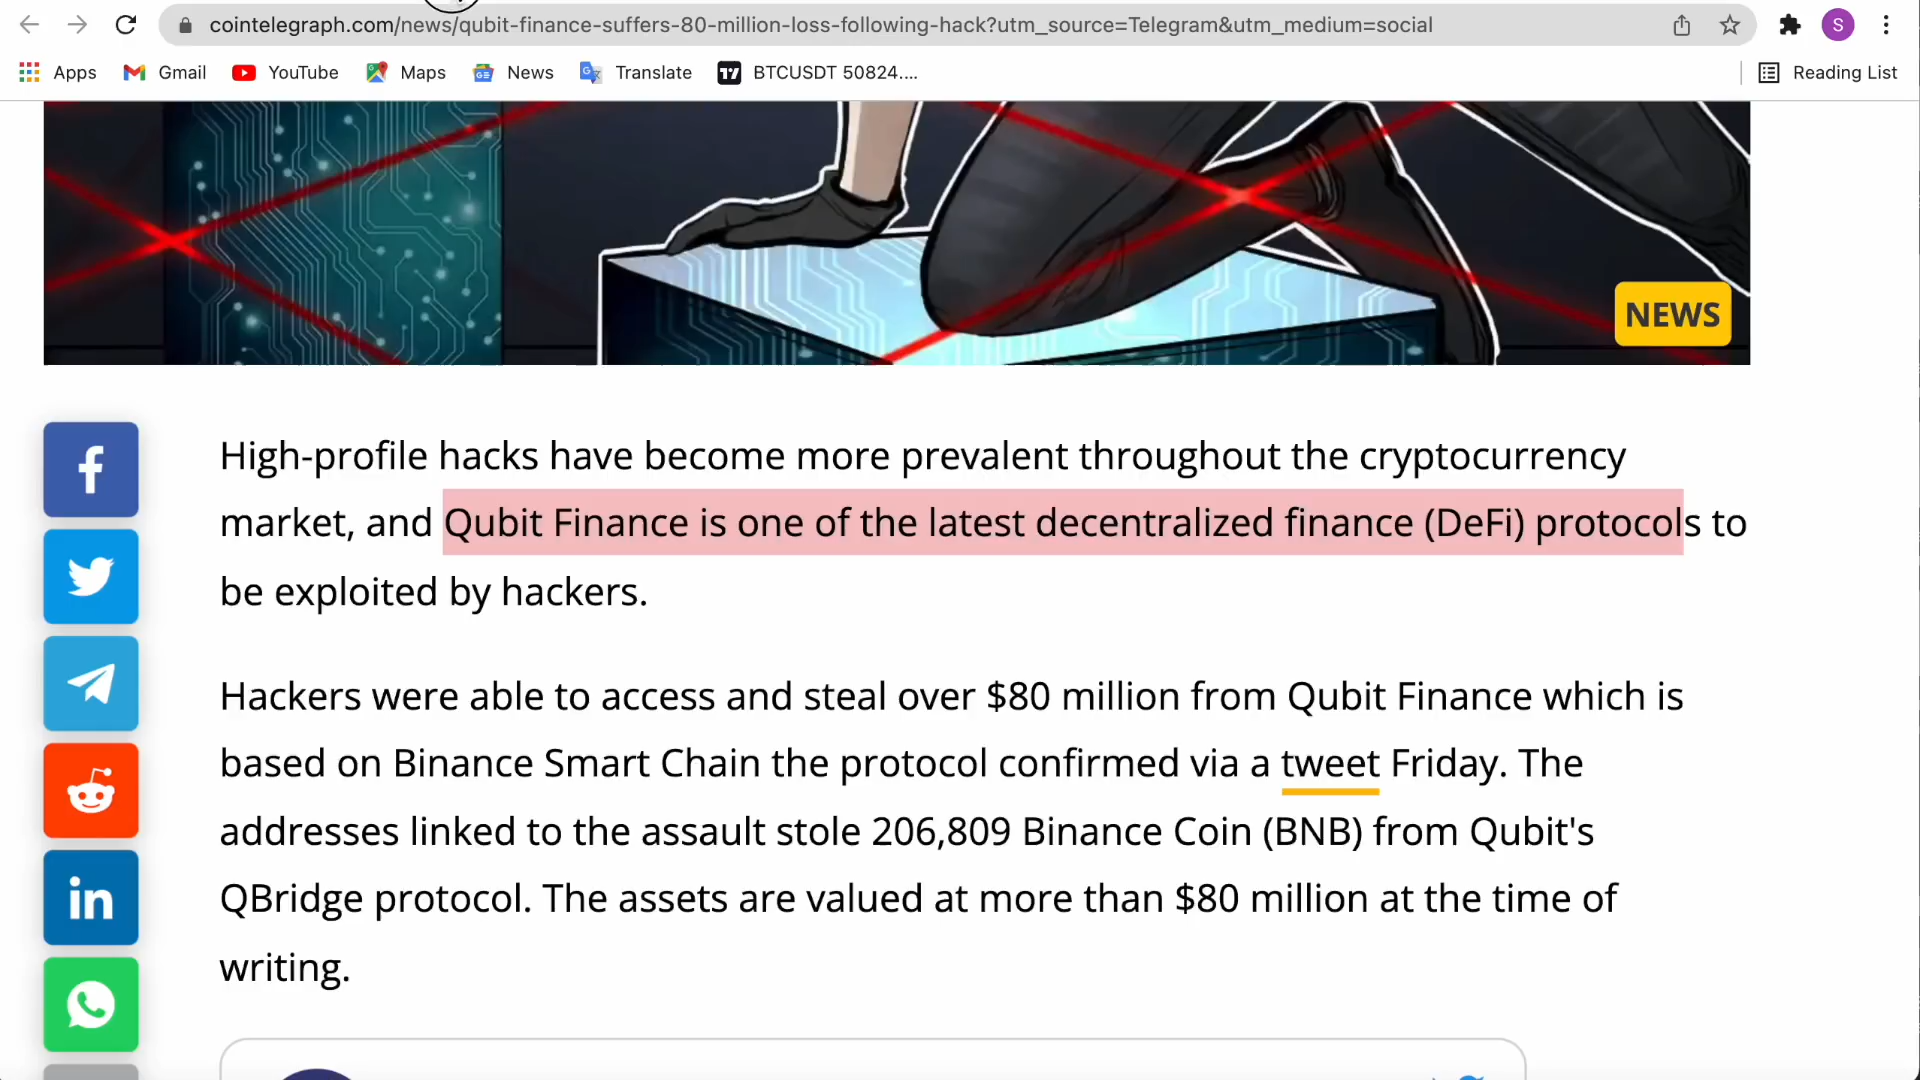 cointelegraph.com/news/qubit-finance-suffers-80-million-loss-following-hack?utm_source=Telegram&utm_medium=social
S
Apps Gmail YouTube Maps News Translate BTCUSDT 50824.... Reading List
NEWS
High-profile hacks have become more prevalent throughout the cryptocurrency
market, and Qubit Finance is one of the latest decentralized finance (DeFi) protocols to
be exploited by hackers.
Hackers were able to access and steal over $80 million from Qubit Finance which is
based on Binance Smart Chain the protocol confirmed via a tweet Friday. The
addresses linked to the assault stole 206,809 Binance Coin (BNB) from Qubit's
QBridge protocol. The assets are valued at more than $80 million at the time of
writing.